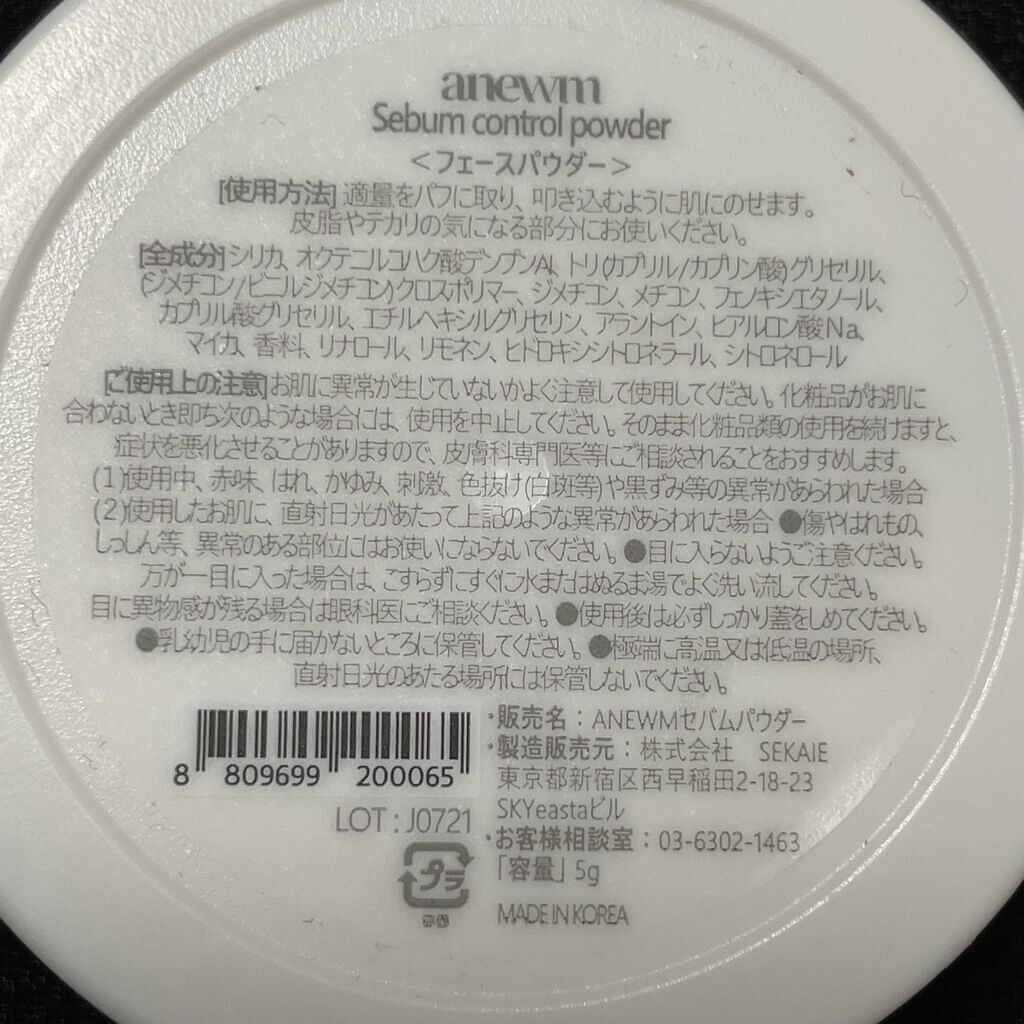 anewm
Sebum control powder
＜フェースパウダー＞
[使用方法] 適量をパフに取り、叩き込むように肌にのせます。
皮脂やテカリの気になる部分にお使いください。
[全成分] シリカ、オクテニルコハク酸デンプンAl、トリ(カプリル/カプリン酸)グリセリル、
(ジメチコン/ビニルジメチコン)クロスポリマー、ジメチコン、メチコン、フェノキシエタノール、
カプリル酸グリセリル、エチルヘキシルグリセリン、アラントイン、ヒアルロン酸Na、
マイカ、香料、リナロール、リモネン、ヒドロキシシトロネラール、シトロネロール
[ご使用上の注意]お肌に異常が生じていないかよく注意して使用してください。化粧品がお肌に
合わないとき即ち次のような場合には、使用を中止してください。そのまま化粧品類の使用を続けますと、
症状を悪化させることがありますので、皮膚科専門医等にご相談されることをおすすめします。
(1)使用中、赤味、はれ、かゆみ、刺激、色抜け(白斑等)や黒ずみ等の異常があらわれた場合
(2)使用したお肌に、直射日光があたって上記のような異常があらわれた場合 ●傷やはれもの、
しっしん等、異常のある部位にはお使いにならないでください。●目に入らないようご注意ください。
万が一目に入った場合は、こすらずにすぐに水またはぬるま湯でよく洗い流してください。
目に異物感が残る場合は眼科医にご相談ください。●使用後は必ずしっかり蓋をしめてください。
●乳幼児の手に届かないところに保管してください。●極端に高温又は低温の場所、
直射日光のあたる場所には保管しないでください。
・販売名：ANEWMセバムパウダー
・製造販売元：株式会社 SEKAIE
東京都新宿区西早稲田2-18-23
SKYeastaビル
・お客様相談室：03-6302-1463
「容量」5g
MADE IN KOREA
8 809699 200065
LOT : J0721
プラ